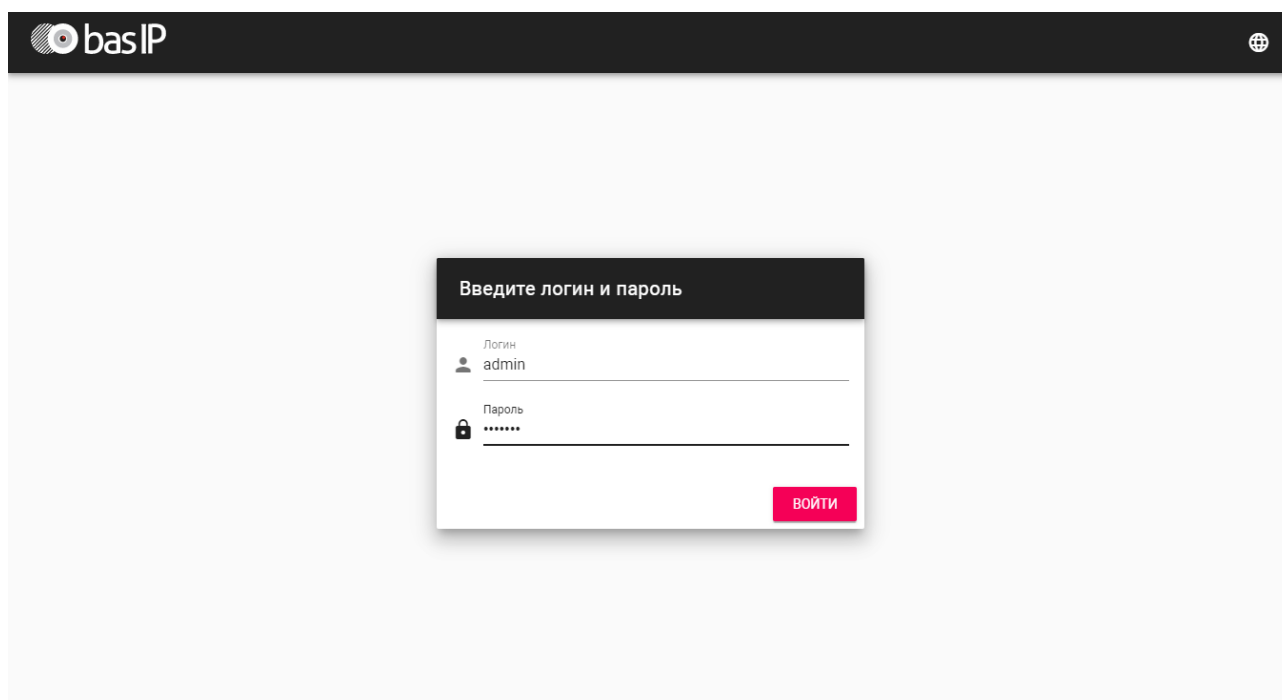 bas IP
Введите логин и пароль
Логин
admin
Пароль
•••••••
ВОЙТИ